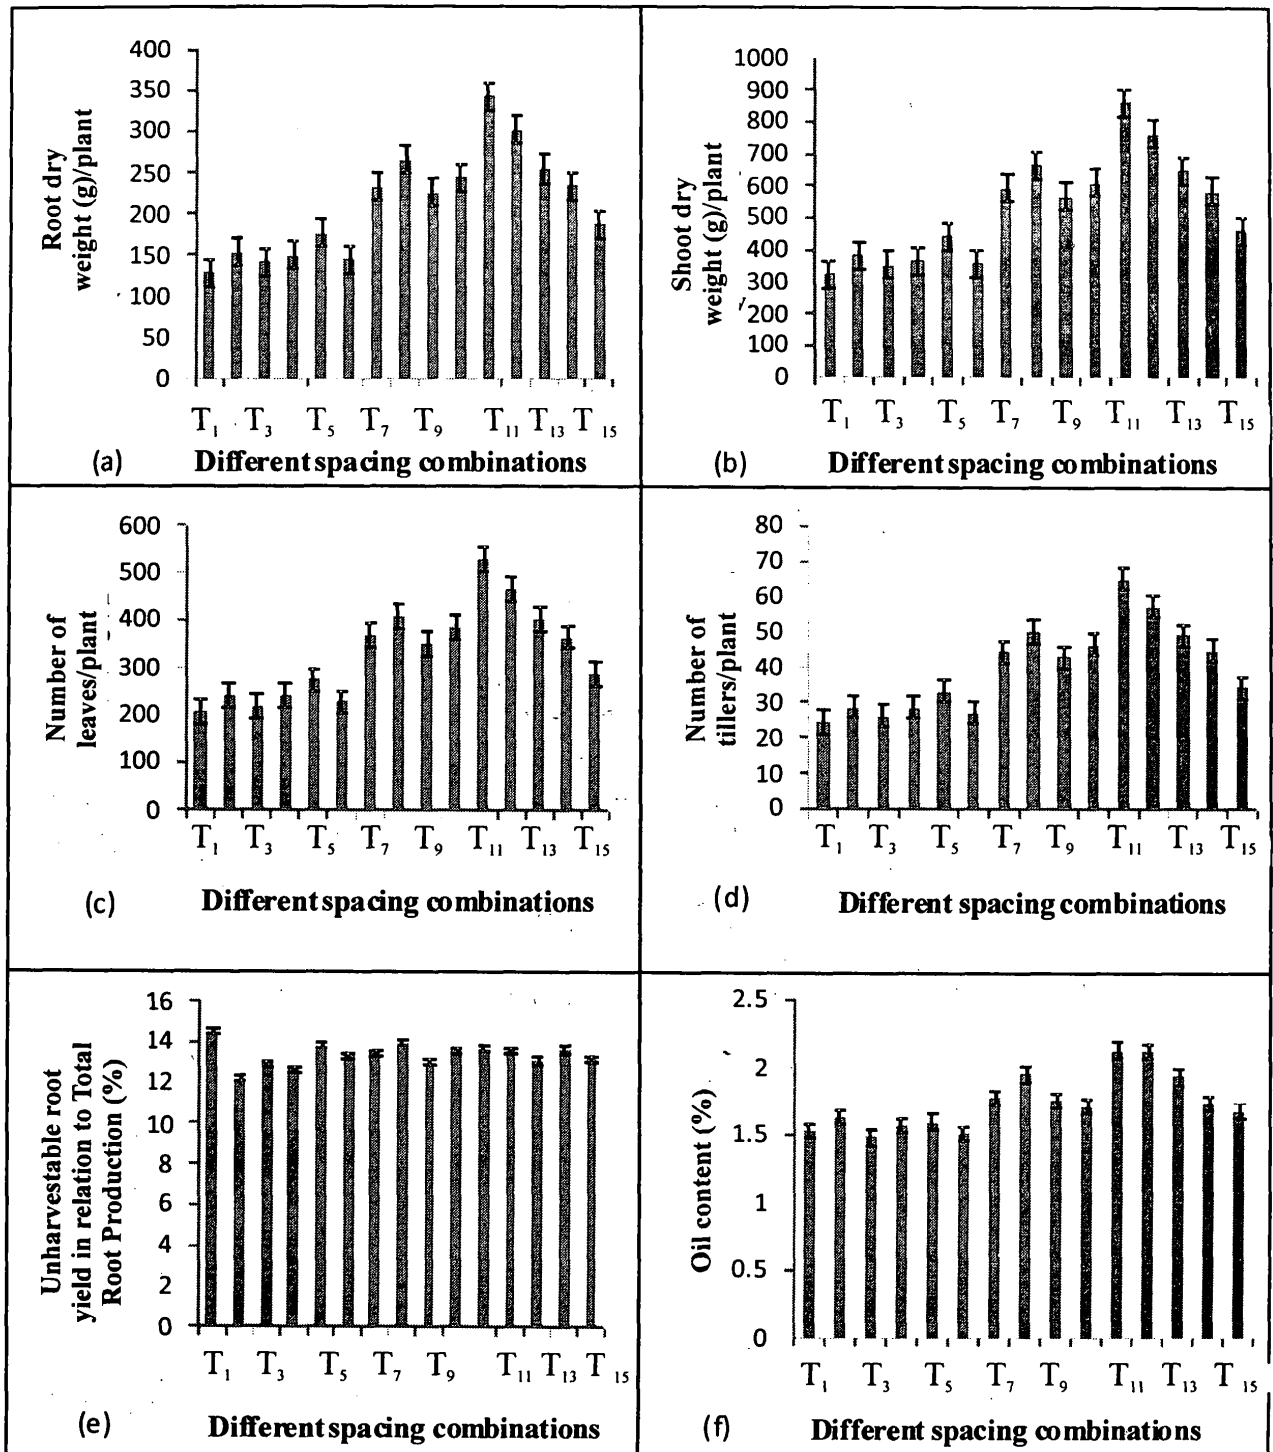 400
350
300
250
200
150
100
50
0
Root dry
weight (g)/plant
T1 T3 T5 T7 T9 T11 T13 T15
(a) Different spacing combinations
1000
900
800
700
600
500
400
300
200
100
0
Shoot dry
weight (g)/plant
T1 T3 T5 T7 T9 T11 T13 T15
(b) Different spacing combinations
600
500
400
300
200
100
0
Number of
leaves/plant
T1 T3 T5 T7 T9 T11 T13 T15
(c) Different spacing combinations
80
70
60
50
40
30
20
10
0
Number of
tillers/plant
T1 T3 T5 T7 T9 T11 T13 T15
(d) Different spacing combinations
16
14
12
10
8
6
4
2
0
Unharvestable root
yield in relation to Total
Root Production (%)
T1 T3 T5 T7 T9 T11 T13 T15
(e) Different spacing combinations
2.5
2
1.5
1
0.5
0
Oil content (%)
T1 T3 T5 T7 T9 T11 T13 T15
(f) Different spacing combinations